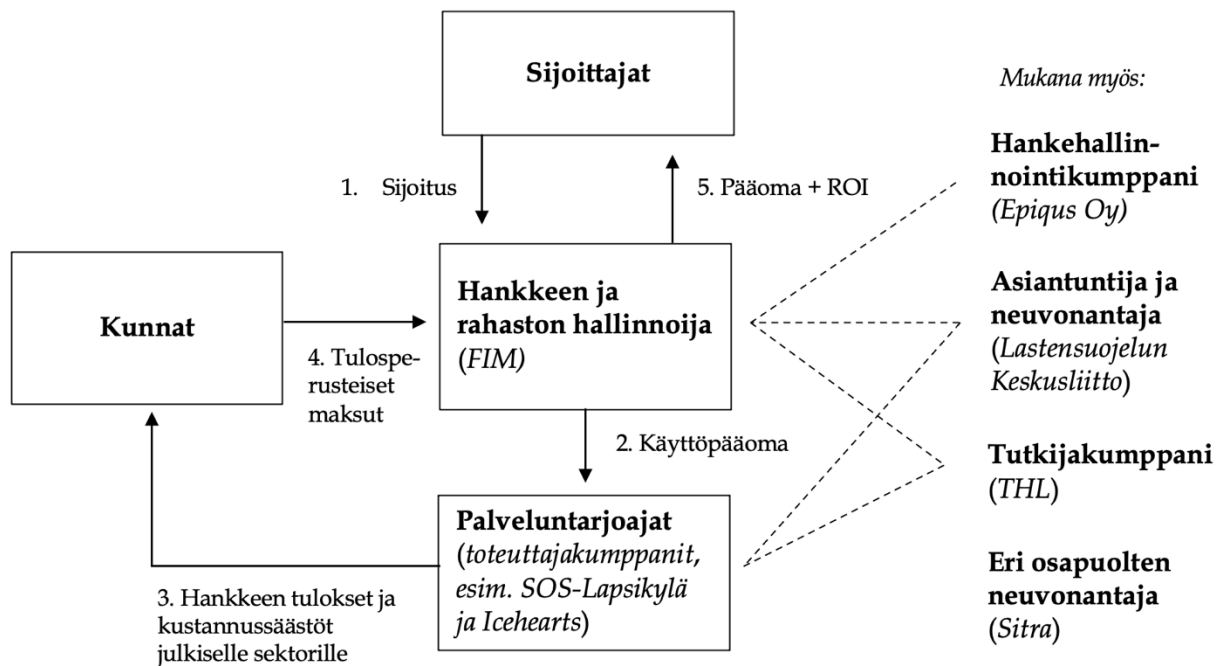 Sijoittajat
Mukana myös:
Hankehallin-
nointikumppani
(Epiqus Oy)
1. Sijoitus
5. Pääoma + ROI
Kunnat
Hankkeen ja
rahaston hallinnoija
(FIM)
Asiantuntija ja
neuvonantaja
(Lastensuojelun
Keskusliitto)
4. Tulospe-
rusteiset
maksut
2. Käyttöpääoma
Tutkijakumppani
(THL)
Palveluntarjoajat
(toteuttajakumppanit,
esim. SOS-Lapsikylä
ja Icehearts)
3. Hankkeen tulokset ja
kustannussäästöt
julkiselle sektorille
Eri osapuolten
neuvonantaja
(Sitra)